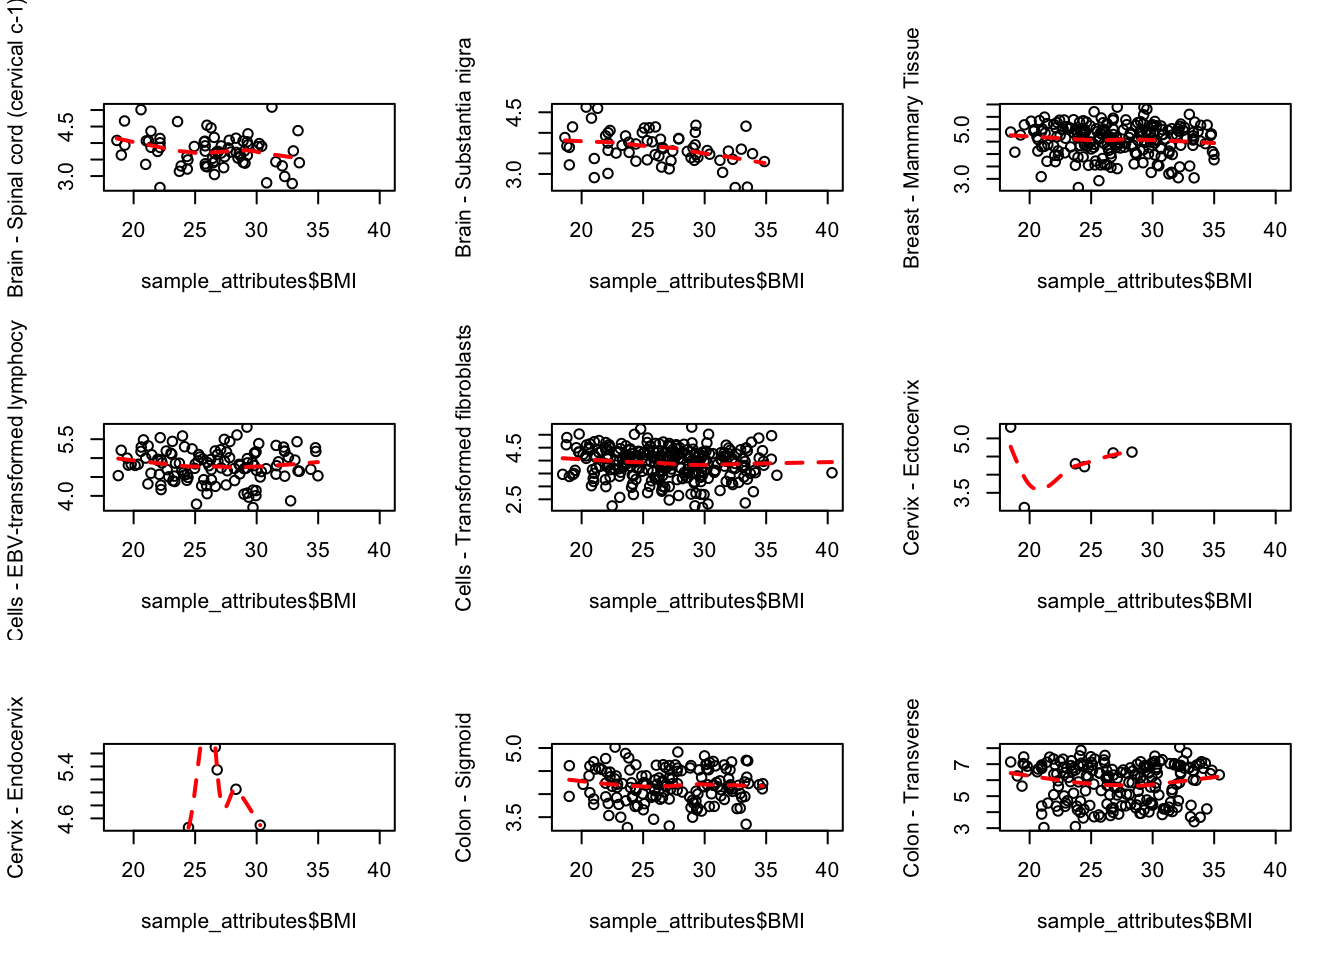 Brain - Spinal cord (cervical c-1)
3.0 4.5
20 25 30 35 40
sample_attributes$BMI
Brain - Substantia nigra
3.0 4.5
20 25 30 35 40
sample_attributes$BMI
Breast - Mammary Tissue
3.0 5.0
20 25 30 35 40
sample_attributes$BMI
Cells - EBV-transformed lymphocy
4.0 5.5
20 25 30 35 40
sample_attributes$BMI
Cells - Transformed fibroblasts
2.5 4.5
20 25 30 35 40
sample_attributes$BMI
Cervix - Ectocervix
3.5 5.0
20 25 30 35 40
sample_attributes$BMI
Cervix - Endocervix
4.6 5.4
20 25 30 35 40
sample_attributes$BMI
Colon - Sigmoid
3.5 5.0
20 25 30 35 40
sample_attributes$BMI
Colon - Transverse
3 5 7
20 25 30 35 40
sample_attributes$BMI